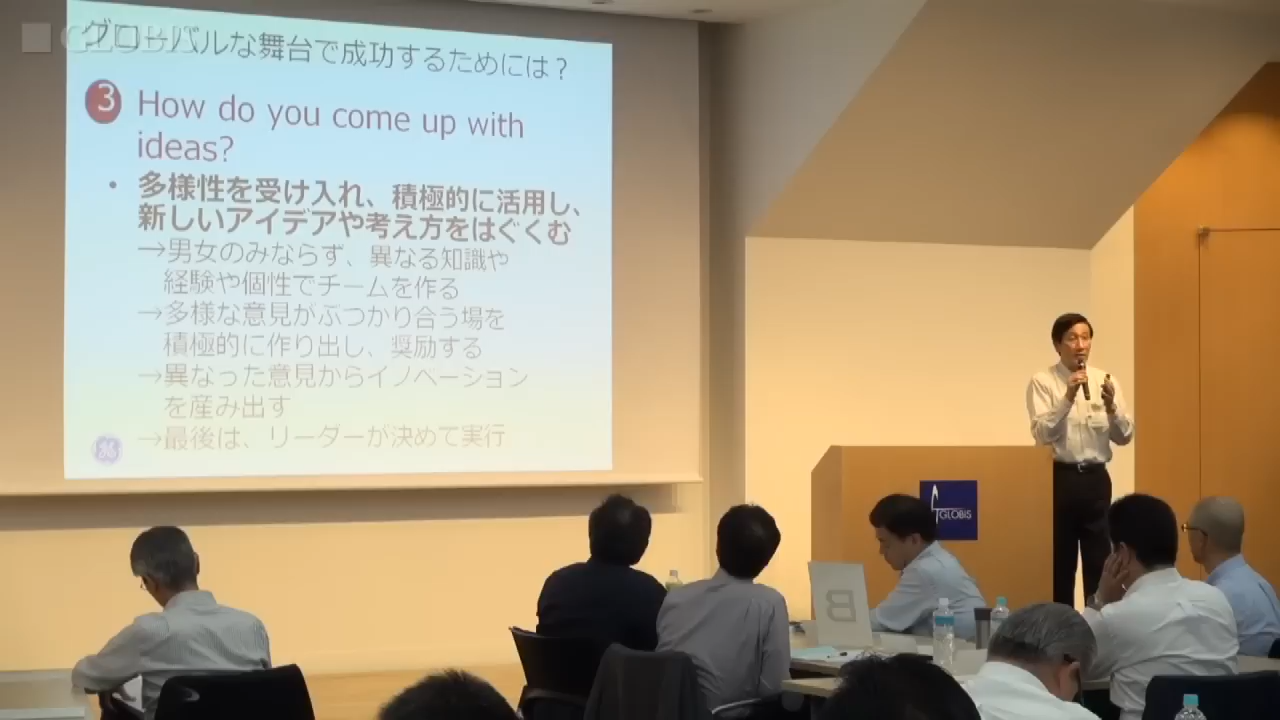 GLOBIS
グローバルな舞台で成功するためには？
3 How do you come up with
ideas?
• 多様性を受け入れ、積極的に活用し、
新しいアイデアや考え方をはぐくむ
→男女のみならず、異なる知識や
経験や個性でチームを作る
→多様な意見がぶつかり合う場を
積極的に作り出し、奨励する
→異なった意見からイノベーション
を産み出す
→最後は、リーダーが決めて実行
GLOBIS
B